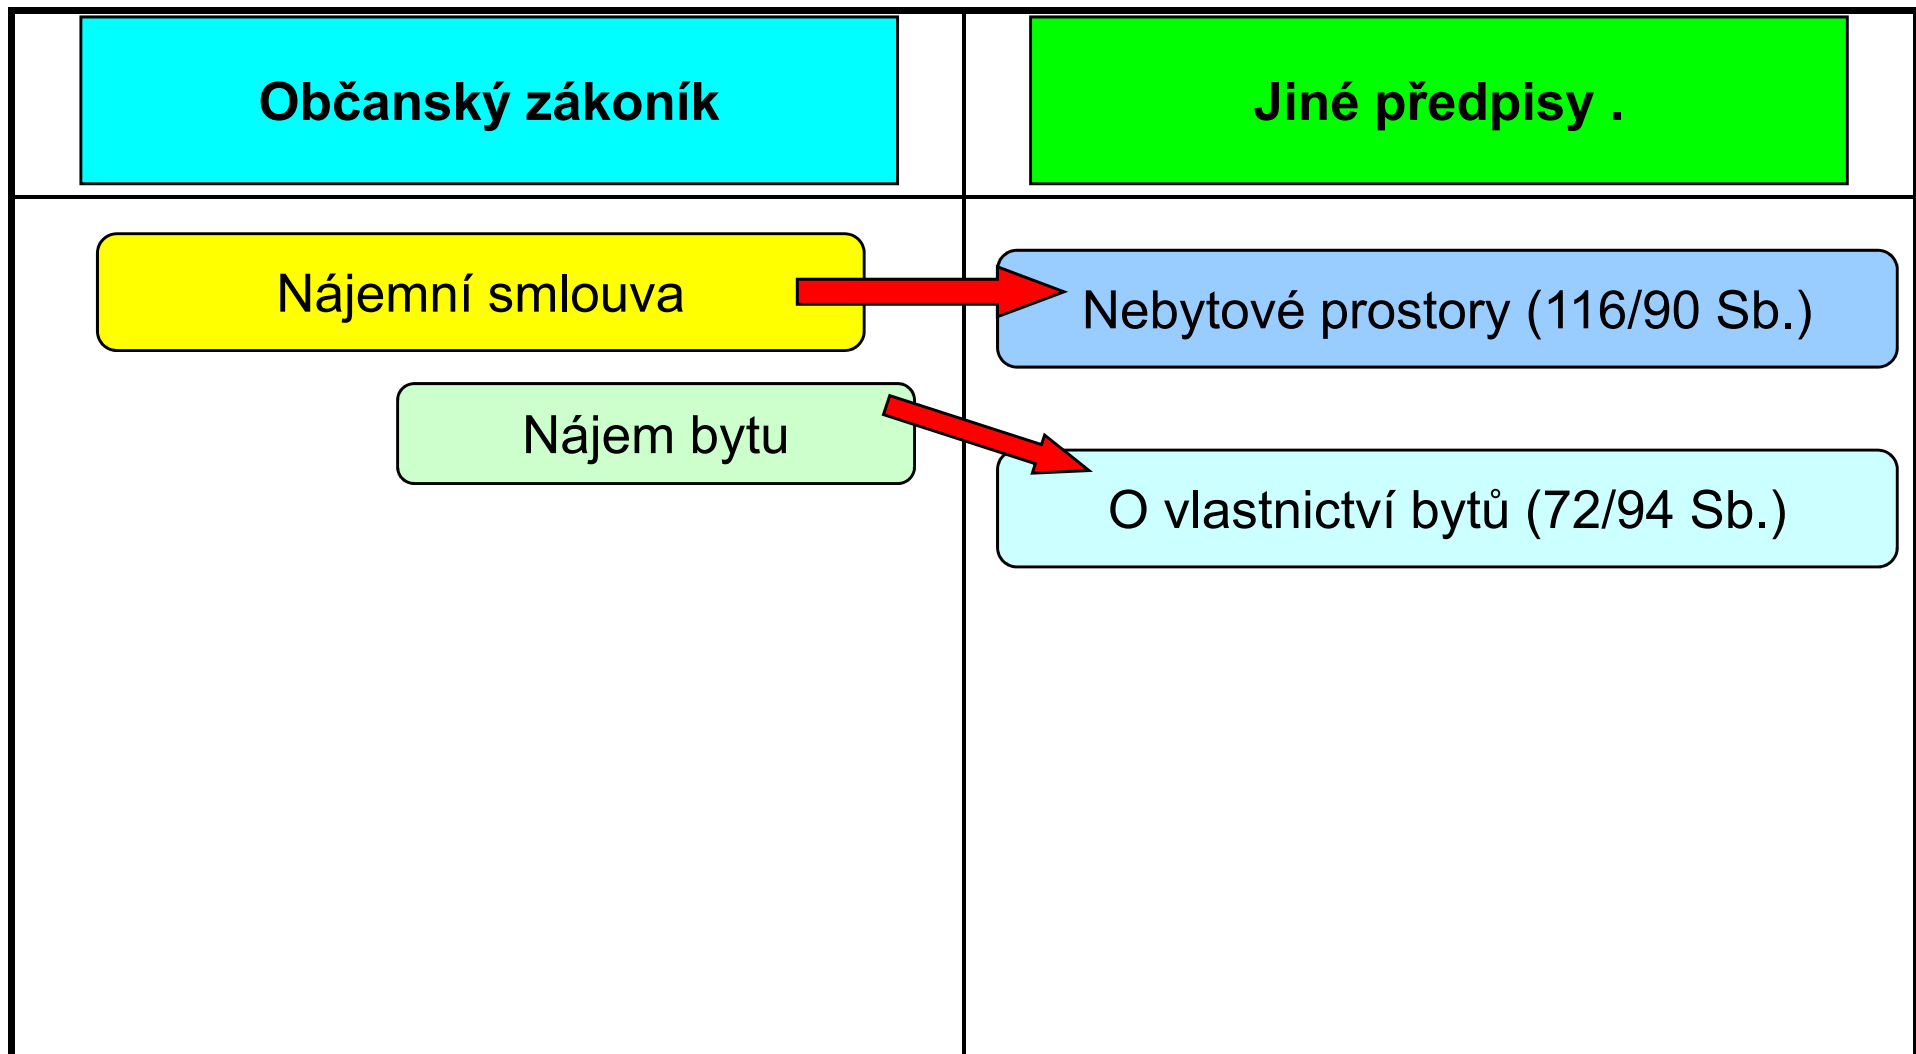 Občanský zákoník
Jiné předpisy .
Nájemní smlouva
Nebytové prostory (116/90 Sb.)
Nájem bytu
O vlastnictví bytů (72/94 Sb.)